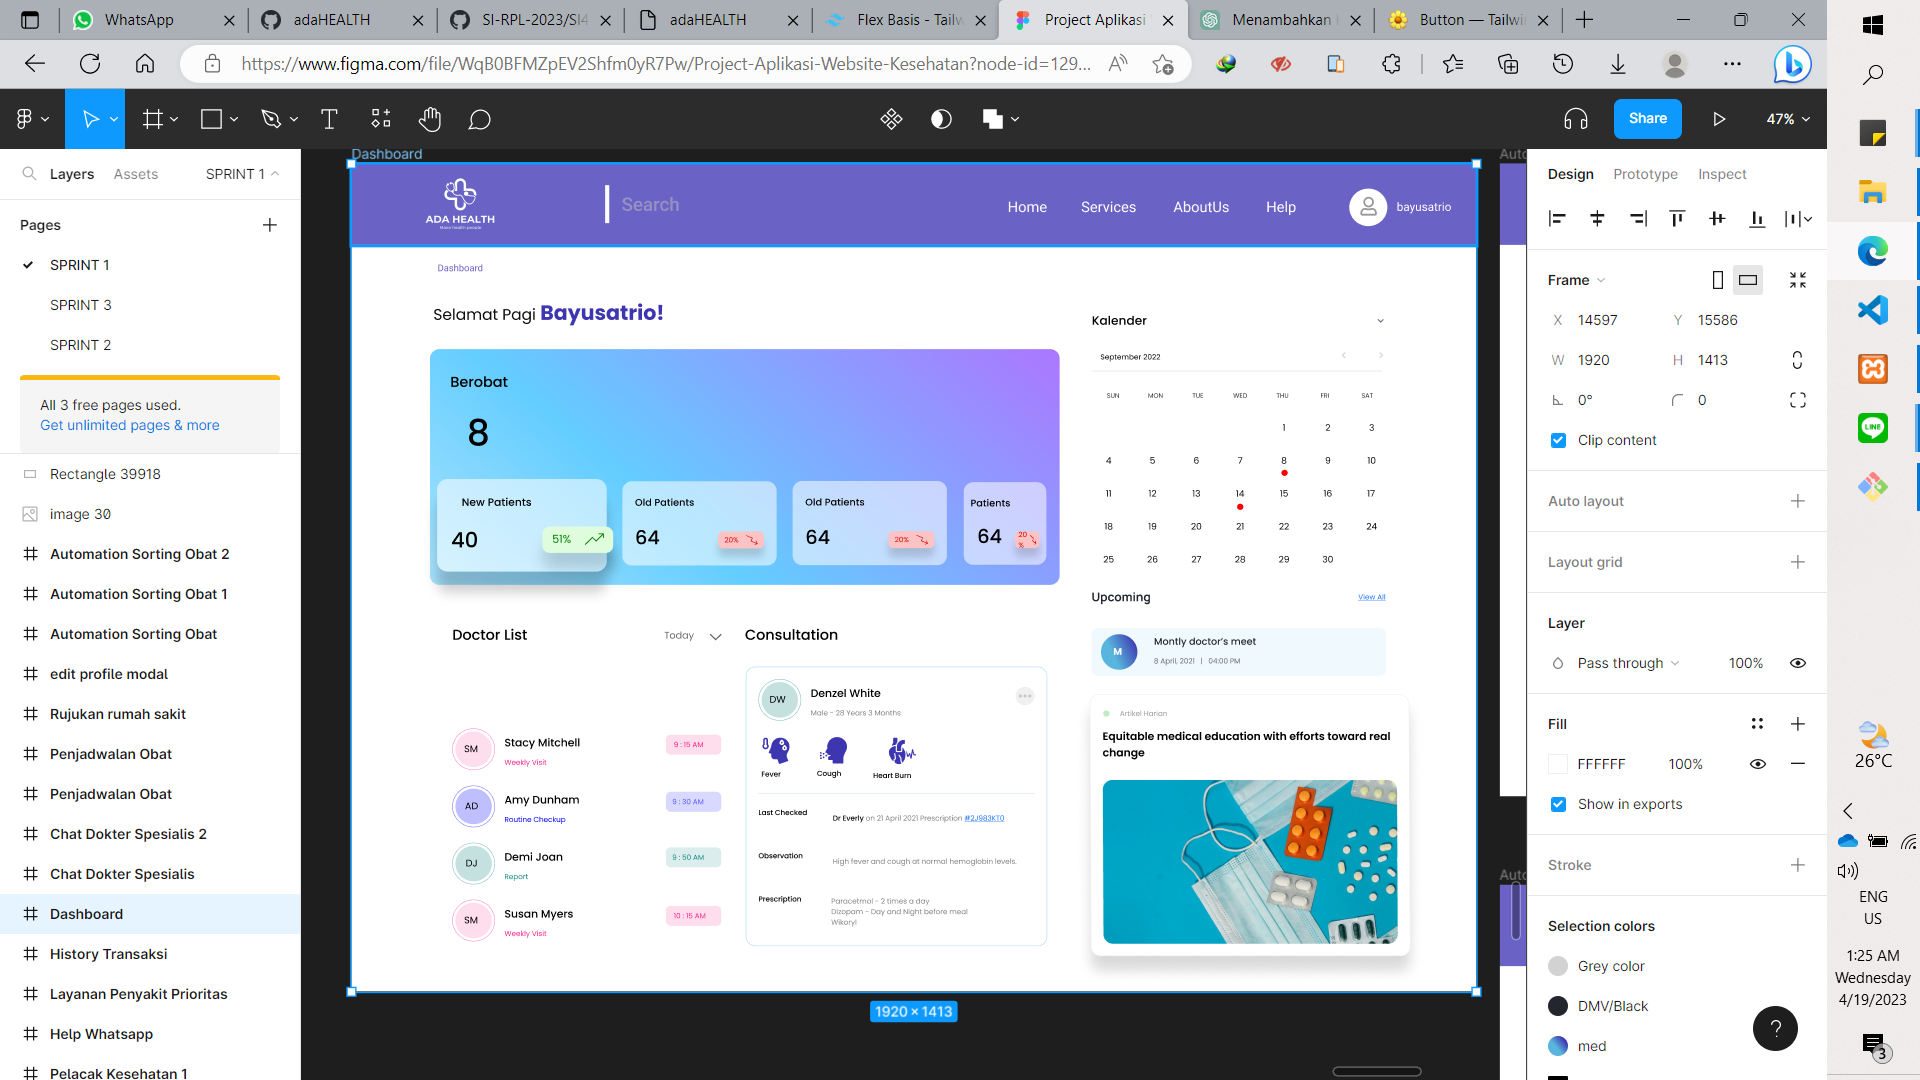 WhatsApp
adaHEALTH
SI-RPL-2023/SI4
adaHEALTH
Flex Basis - Tailw
Project Aplikasi
Menambahkan
Button — Tailwi
https://www.figma.com/file/WqB0BFMZpEV2Shfm0yR7Pw/Project-Aplikasi-Website-Kesehatan?node-id=129...
Share
47%
Layers
Assets
SPRINT 1
Pages
SPRINT 1
SPRINT 3
SPRINT 2
All 3 free pages used.
Get unlimited pages & more
Rectangle 39918
image 30
Automation Sorting Obat 2
Automation Sorting Obat 1
Automation Sorting Obat
edit profile modal
Rujukan rumah sakit
Penjadwalan Obat
Penjadwalan Obat
Chat Dokter Spesialis 2
Chat Dokter Spesialis
Dashboard
History Transaksi
Layanan Penyakit Prioritas
Help Whatsapp
Pelacak Kesehatan 1
Dashboard
ADA HEALTH
Search
Home
Services
AboutUs
Help
bayusatrio
Dashboard
Selamat Pagi Bayusatrio!
Berobat
8
New Patients
40
51%
Old Patients
64
20%
Old Patients
64
20%
Patients
64
20
%
Kalender
September 2022
SUN MON TUE WED THU FRI SAT
1 2 3
4 5 6 7 8 9 10
11 12 13 14 15 16 17
18 19 20 21 22 23 24
25 26 27 28 29 30
Upcoming
View All
M
Montly doctor's meet
8 April, 2021 | 04:00 PM
Artikel Harian
Equitable medical education with efforts toward real
change
Doctor List
Today
SM
Stacy Mitchell
Weekly Visit
9 : 15 AM
AD
Amy Dunham
Routine Checkup
9 : 30 AM
DJ
Demi Joan
Report
9 : 50 AM
SM
Susan Myers
Weekly Visit
10 : 15 AM
Consultation
DW
Denzel White
Male - 28 Years 3 Months
Fever
Cough
Heart Burn
Last Checked
Dr Everly on 21 April 2021 Prescription #2J983KT0
Observation
High fever and cough at normal hemoglobin levels.
Prescription
Paracetmol - 2 times a day
Dizopam - Day and Night before meal
Wikoryl
1920 × 1413
Auto
Auto
Design
Prototype
Inspect
Frame
X 14597
Y 15586
W 1920
H 1413
0°
0
Clip content
Auto layout
Layout grid
Layer
Pass through
100%
Fill
FFFFFF
100%
Show in exports
Stroke
Selection colors
Grey color
DMV/Black
med
?
LINE
26°C
ENG
US
1:25 AM
Wednesday
4/19/2023
3